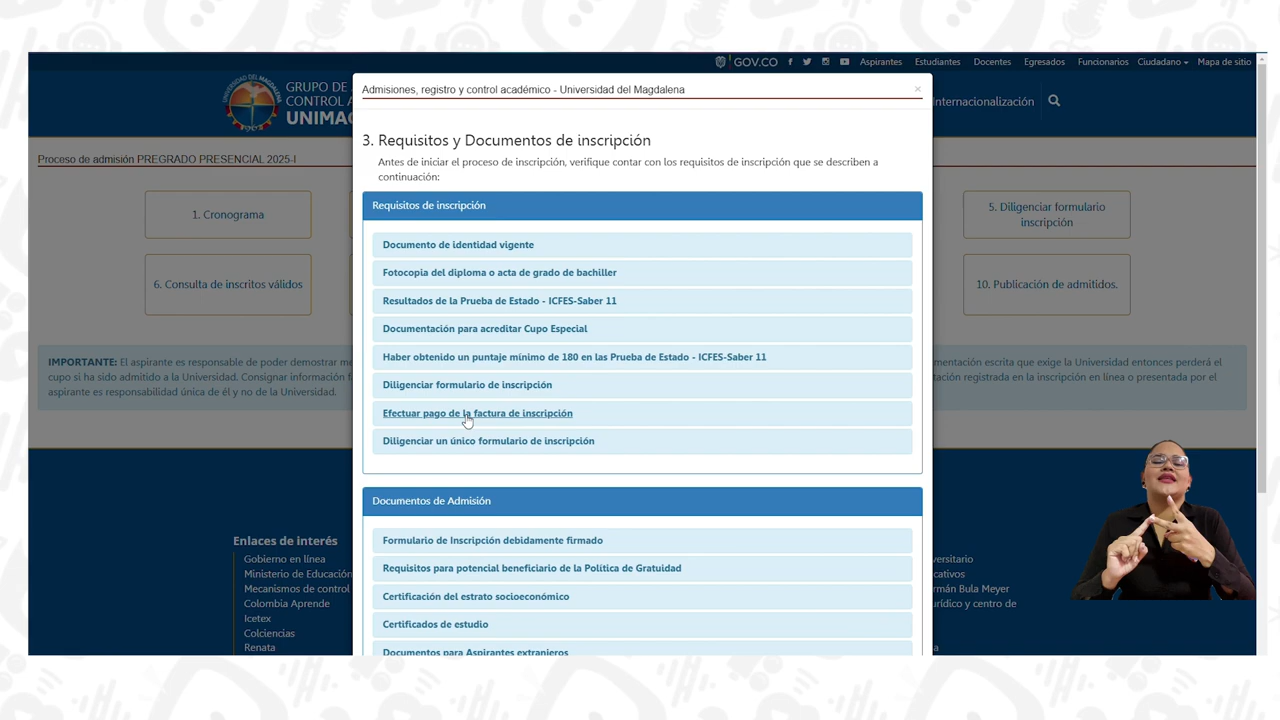 GOV.CO
Aspirantes
Estudiantes
Docentes
Egresados
Funcionarios
Ciudadano
Mapa de sitio
UNIVERSIDAD DEL MAGDALENA
GRUPO DE
CONTROL
UNIMA
Internacionalización
Admisiones, registro y control académico - Universidad del Magdalena
×
Proceso de admisión PREGRADO PRESENCIAL 2025-I
1. Cronograma
5. Diligenciar formulario
inscripción
6. Consulta de inscritos válidos
10. Publicación de admitidos.
3. Requisitos y Documentos de inscripción
Antes de iniciar el proceso de inscripción, verifique contar con los requisitos de inscripción que se describen a
continuación:
Requisitos de inscripción
Documento de identidad vigente
Fotocopia del diploma o acta de grado de bachiller
Resultados de la Prueba de Estado - ICFES-Saber 11
Documentación para acreditar Cupo Especial
Haber obtenido un puntaje mínimo de 180 en las Prueba de Estado - ICFES-Saber 11
Diligenciar formulario de inscripción
Efectuar pago de la factura de inscripción
Diligenciar un único formulario de inscripción
Documentos de Admisión
Formulario de Inscripción debidamente firmado
Requisitos para potencial beneficiario de la Política de Gratuidad
Certificación del estrato socioeconómico
Certificados de estudio
Documentos para Aspirantes extranjeros
IMPORTANTE: El aspirante es responsable de poder demostrar me
cupo si ha sido admitido a la Universidad. Consignar información f
aspirante es responsabilidad única de él y no de la Universidad.
mentación escrita que exige la Universidad entonces perderá el
tación registrada en la inscripción en línea o presentada por el
Enlaces de interés
Gobierno en línea
Ministerio de Educación
Mecanismos de control
Colombia Aprende
Icetex
Colciencias
Renata
versitario
cativos
rmán Bula Meyer
urídico y centro de
a